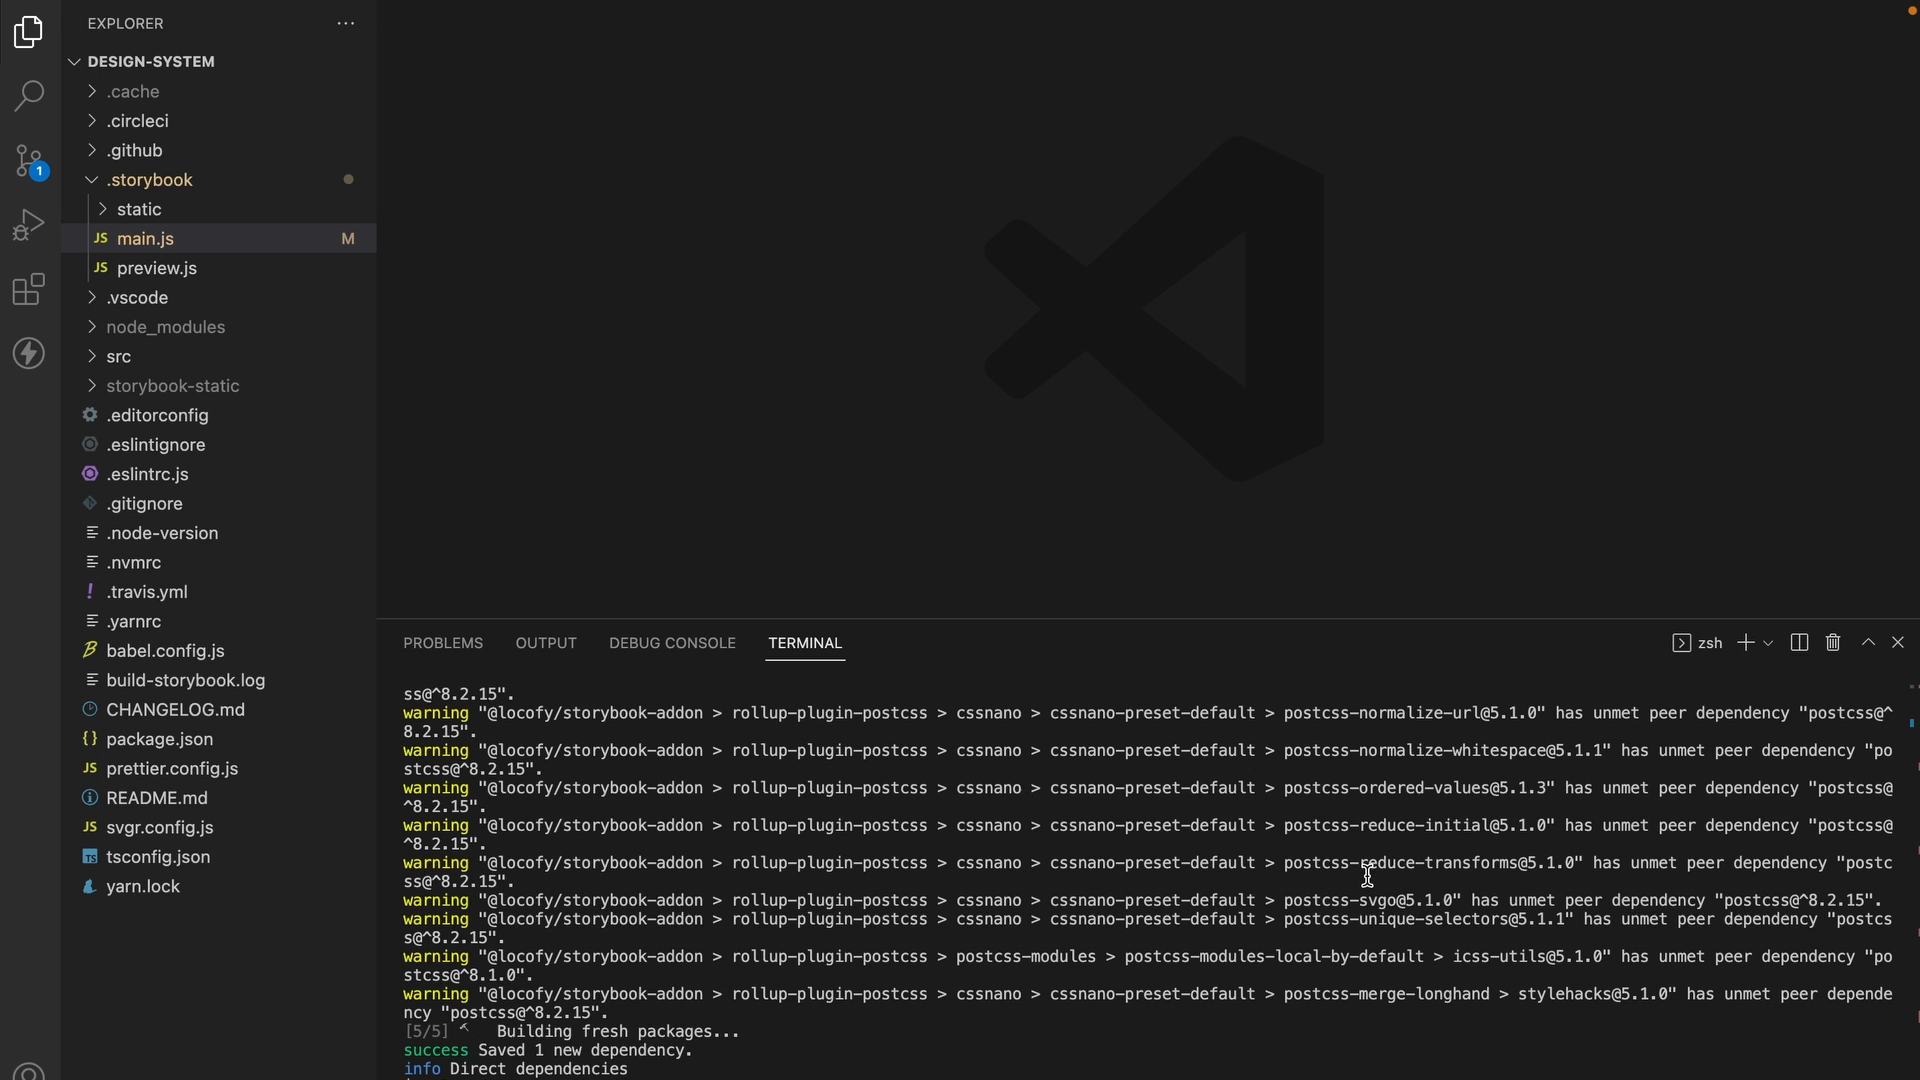 EXPLORER
DESIGN-SYSTEM
.cache
.circleci
.github
.storybook
static
JS main.js M
JS preview.js
.vscode
node_modules
src
storybook-static
.editorconfig
.eslintignore
.eslintrc.js
.gitignore
.node-version
.nvmrc
! .travis.yml
.yarnrc
babel.config.js
build-storybook.log
CHANGELOG.md
{} package.json
JS prettier.config.js
README.md
JS svgr.config.js
TS tsconfig.json
yarn.lock
1
PROBLEMS OUTPUT DEBUG CONSOLE TERMINAL zsh
ss@^8.2.15".
warning "@locofy/storybook-addon > rollup-plugin-postcss > cssnano > cssnano-preset-default > postcss-normalize-url@5.1.0" has unmet peer dependency "postcss@^
8.2.15".
warning "@locofy/storybook-addon > rollup-plugin-postcss > cssnano > cssnano-preset-default > postcss-normalize-whitespace@5.1.1" has unmet peer dependency "po
stcss@^8.2.15".
warning "@locofy/storybook-addon > rollup-plugin-postcss > cssnano > cssnano-preset-default > postcss-ordered-values@5.1.3" has unmet peer dependency "postcss@
^8.2.15".
warning "@locofy/storybook-addon > rollup-plugin-postcss > cssnano > cssnano-preset-default > postcss-reduce-initial@5.1.0" has unmet peer dependency "postcss@
^8.2.15".
warning "@locofy/storybook-addon > rollup-plugin-postcss > cssnano > cssnano-preset-default > postcss-reduce-transforms@5.1.0" has unmet peer dependency "postc
ss@^8.2.15".
warning "@locofy/storybook-addon > rollup-plugin-postcss > cssnano > cssnano-preset-default > postcss-svgo@5.1.0" has unmet peer dependency "postcss@^8.2.15".
warning "@locofy/storybook-addon > rollup-plugin-postcss > cssnano > cssnano-preset-default > postcss-unique-selectors@5.1.1" has unmet peer dependency "postcs
s@^8.2.15".
warning "@locofy/storybook-addon > rollup-plugin-postcss > postcss-modules > postcss-modules-local-by-default > icss-utils@5.1.0" has unmet peer dependency "po
stcss@^8.1.0".
warning "@locofy/storybook-addon > rollup-plugin-postcss > cssnano > cssnano-preset-default > postcss-merge-longhand > stylehacks@5.1.0" has unmet peer depende
ncy "postcss@^8.2.15".
[5/5] Building fresh packages...
success Saved 1 new dependency.
info Direct dependencies